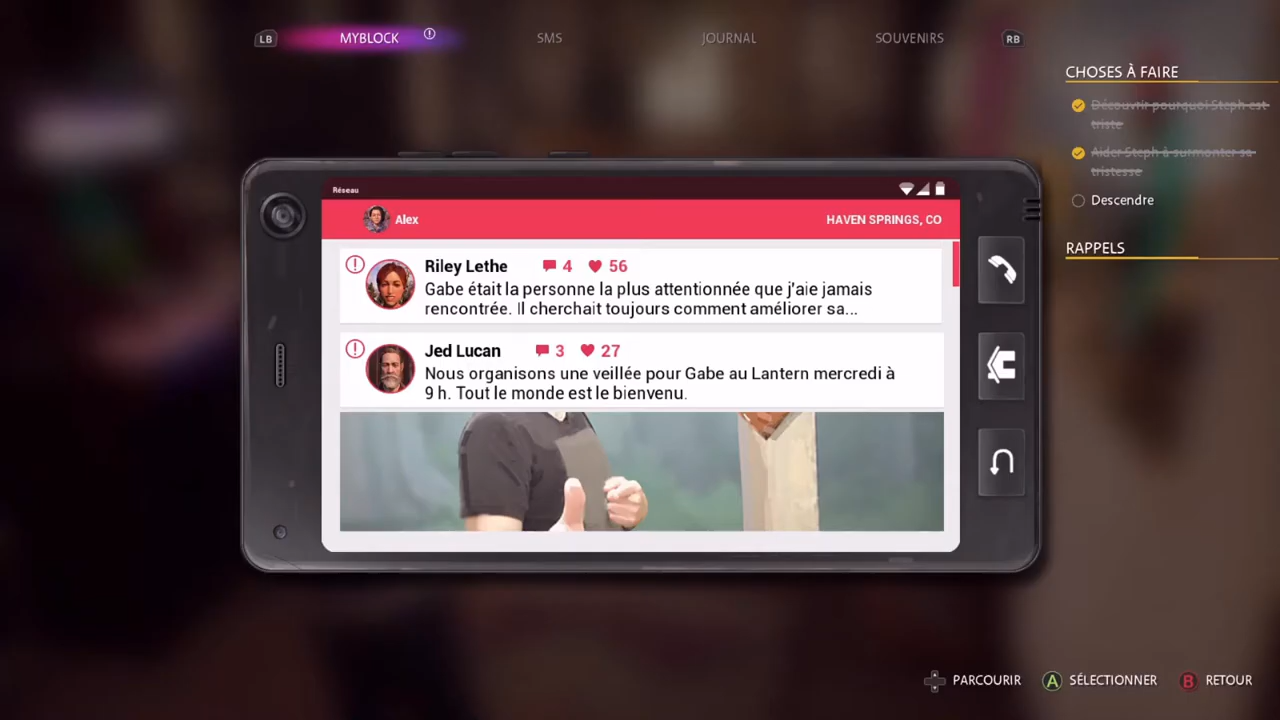 LB
MYBLOCK
SMS
JOURNAL
SOUVENIRS
RB
CHOSES À FAIRE
Découvrir pourquoi Steph est
triste
Aider Steph à surmonter sa
tristesse
Descendre
RAPPELS
Réseau
Alex
HAVEN SPRINGS, CO
Riley Lethe 4 56
Gabe était la personne la plus attentionnée que j'aie jamais
rencontrée. Il cherchait toujours comment améliorer sa...
Jed Lucan 3 27
Nous organisons une veillée pour Gabe au Lantern mercredi à
9 h. Tout le monde est le bienvenu.
PARCOURIR
A SÉLECTIONNER
B RETOUR